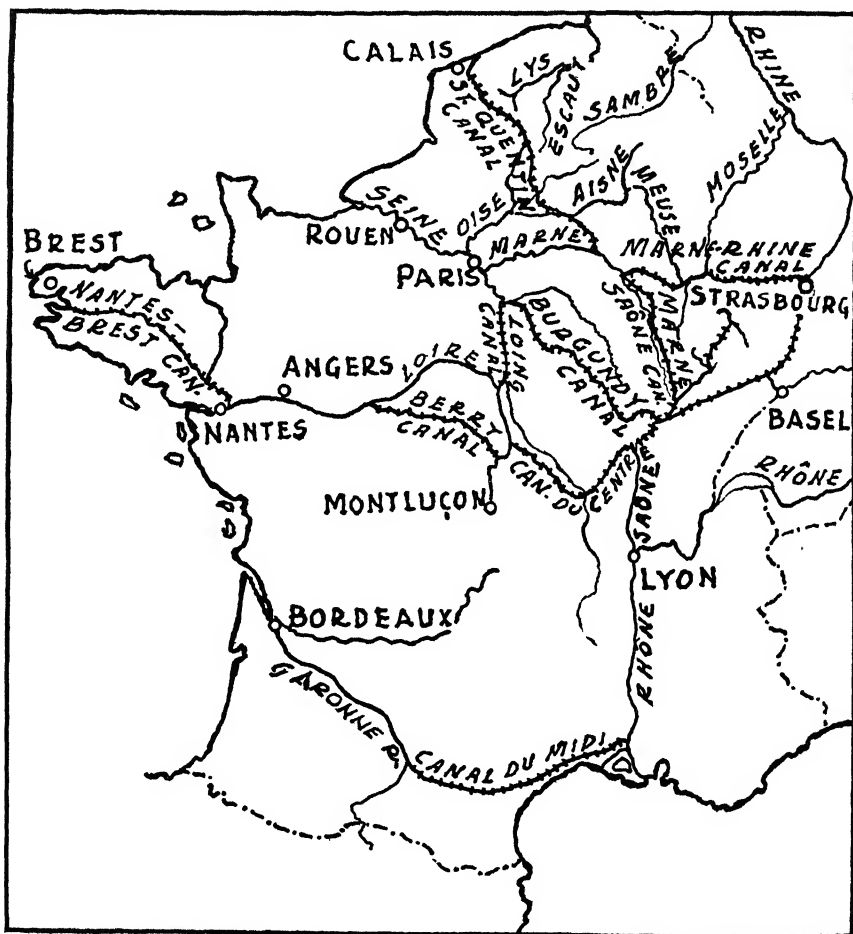 CALAIS
LYS
ESCAUT
SAMBRE
RHINE
ST. QUENTIN
CANAL
MOSELLE
AISNE
MEUSE
OISE
SEINE
ROUEN
MARNE
PARIS
MARNE-RHINE
CANAL
STRASBOURG
BREST
NANTES-
BREST CAN.
LOING
CANAL
BURGUNDY
CANAL
MARNE
SAÔNE CAN.
ANGERS
LOIRE
NANTES
BERRY
CANAL
BASEL
RHÔNE
CAN. DU
CENTRE
MONTLUÇON
SAÔNE
LYON
BORDEAUX
RHÔNE
GARONNE R.
CANAL DU MIDI